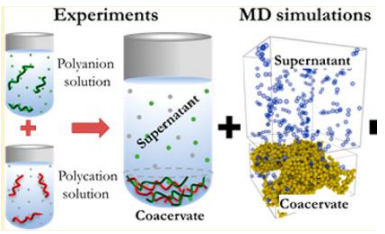 Experiments
MD simulations
Polyanion
solution
+
Polycation
solution
Supernatant
Coacervate
+
Supernatant
Coacervate